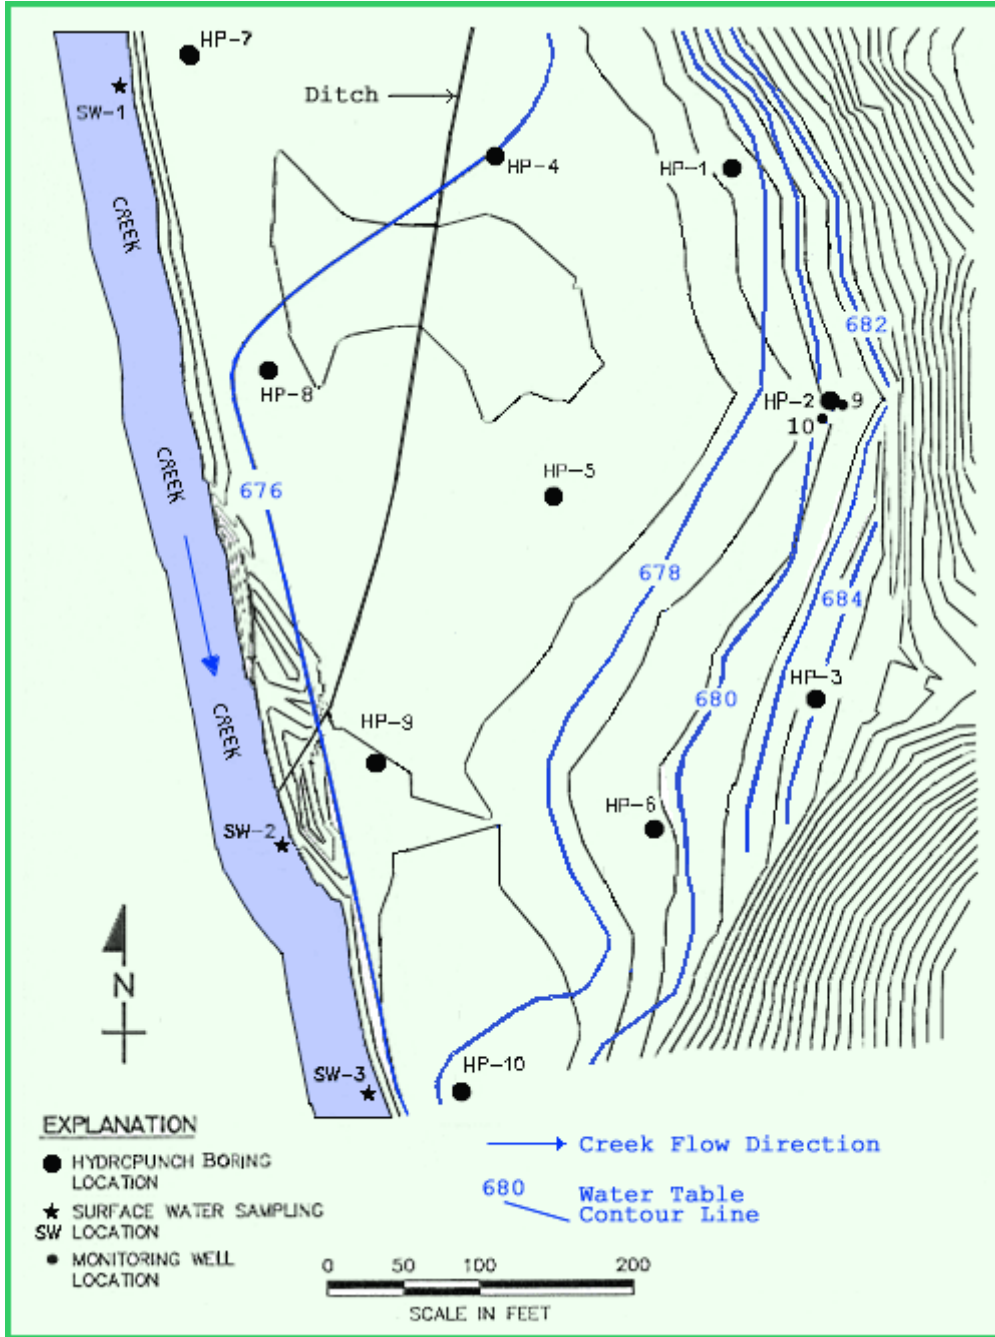 HP-7
SW-1
Ditch
HP-4
HP-1
CREEK
682
HP-8
HP-2
9
10
CREEK
676
HP-5
678
684
HP-3
680
CREEK
HP-9
HP-6
SW-2
N
SW-3
HP-10
EXPLANATION
HYDRCPUNCH BORING
LOCATION
SURFACE WATER SAMPLING
SW LOCATION
MONITORING WELL
LOCATION
Creek Flow Direction
680 Water Table
Contour Line
0 50 100 200
SCALE IN FEET